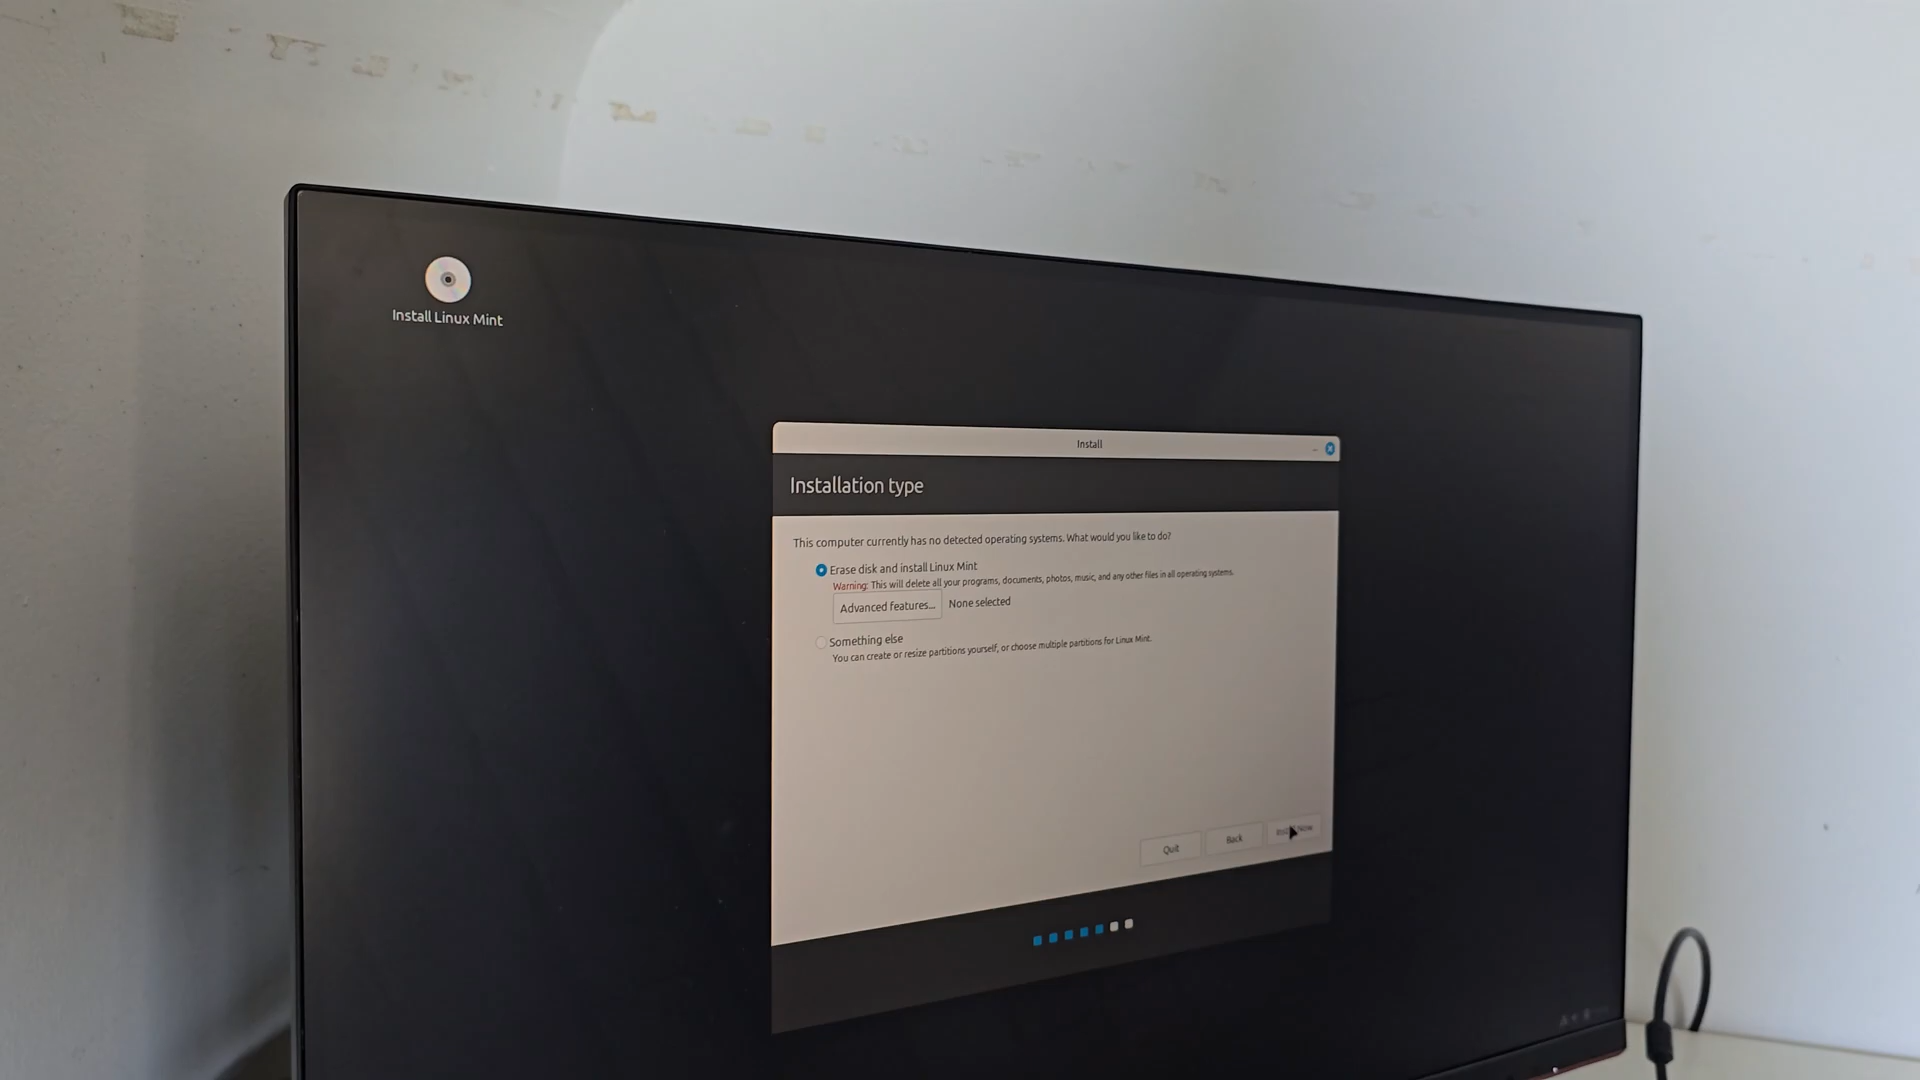 Install Linux Mint
Install
Installation type
This computer currently has no detected operating systems. What would you like to do?
Erase disk and install Linux Mint
Warning: This will delete all your programs, documents, photos, music, and any other files in all operating systems.
Advanced features... None selected
Something else
You can create or resize partitions yourself, or choose multiple partitions for Linux Mint.
Quit Back Now